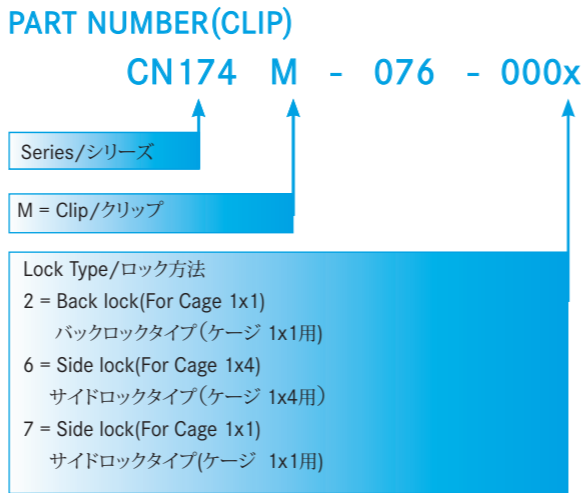 PART NUMBER(CLIP)
CN174 M - 076 - 000x
Series/シリーズ
M = Clip/クリップ
Lock Type/ロック方法
2 = Back lock(For Cage 1x1)
バックロックタイプ(ケージ 1x1用)
6 = Side lock(For Cage 1x4)
サイドロックタイプ(ケージ 1x4用)
7 = Side lock(For Cage 1x1)
サイドロックタイプ(ケージ 1x1用)